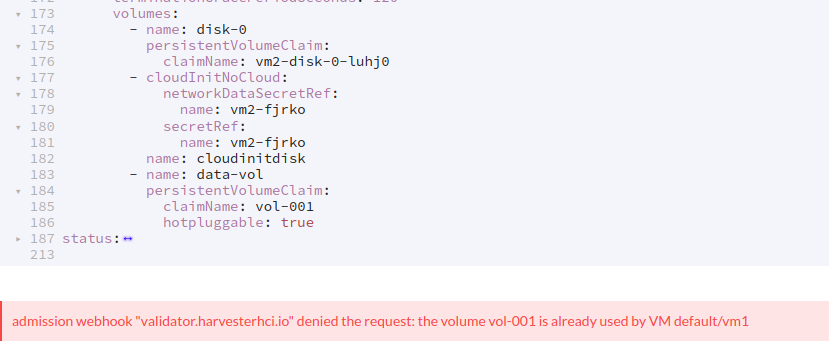 173 volumes:
174 - name: disk-0
175 persistentVolumeClaim:
176 claimName: vm2-disk-0-luhj0
177 - cloudInitNoCloud:
178 networkDataSecretRef:
179 name: vm2-fjrko
180 secretRef:
181 name: vm2-fjrko
182 name: cloudinitdisk
183 - name: data-vol
184 persistentVolumeClaim:
185 claimName: vol-001
186 hotpluggable: true
187 status:↔
213
admission webhook "validator.harvesterhci.io" denied the request: the volume vol-001 is already used by VM default/vm1